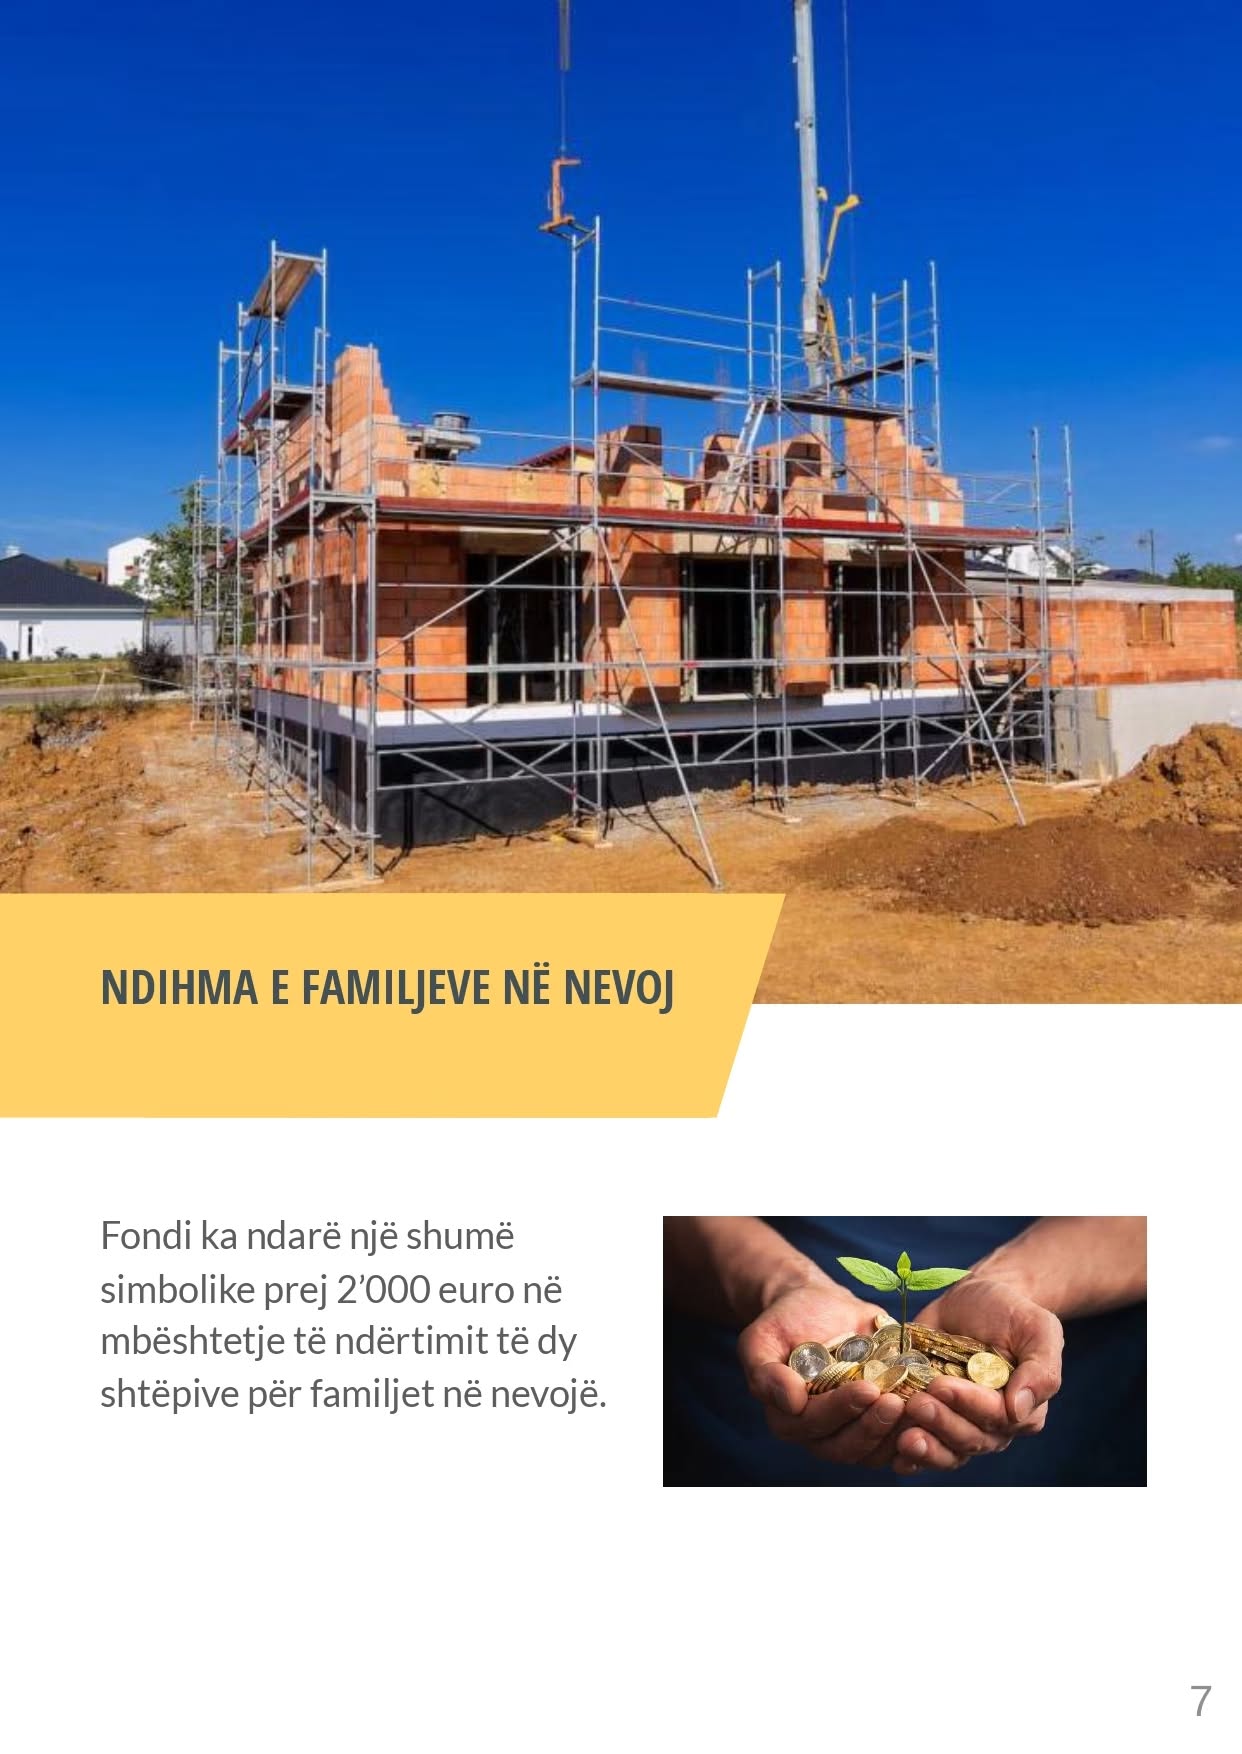 NDIHMA E FAMILJEVE NË NEVOJ
Fondi ka ndarë një shumë
simbolike prej 2’000 euro në
mbështetje të ndërtimit të dy
shtëpive për familjet në nevojë.
7